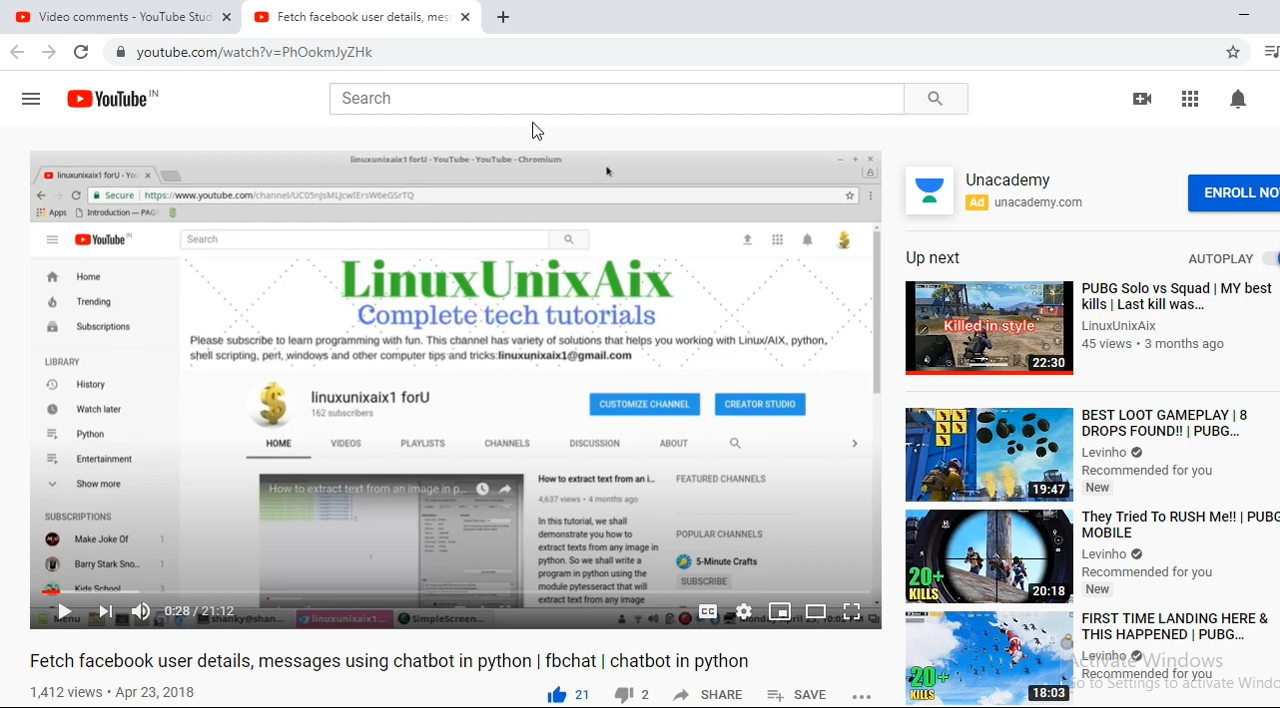 Video comments - YouTube Stud
Fetch facebook user details, mes
youtube.com/watch?v=PhOokmJyZHk
YouTube IN
Search
linuxunixaix1 forU - YouTube - YouTube - Chromium
linuxunixaix1 forU - You
Secure https://www.youtube.com/channel/UC05nJsMLJcwlErsW6eGSrTQ
Apps Introduction — PAGE
YouTube IN
Search
Home
Trending
Subscriptions
LIBRARY
History
Watch later
Python
Entertainment
Show more
SUBSCRIPTIONS
Make Joke Of 1
Barry Stark Sno... 1
Kids School 3
LinuxUnixAix
Complete tech tutorials
Please subscribe to learn programming with fun. This channel has variety of solutions that helps you working with Linux/AIX, python,
shell scripting, perl, windows and other computer tips and tricks:linuxunixaix1@gmail.com
linuxunixaix1 forU
162 subscribers
CUSTOMIZE CHANNEL
CREATOR STUDIO
HOME VIDEOS PLAYLISTS CHANNELS DISCUSSION ABOUT
How to extract text from an image in p...
How to extract text from an i...
4,637 views • 4 months ago
In this tutorial, we shall
demonstrate you how to
extract texts from any image in
python. So we shall write a
program in python using the
module pytesseract that will
extract texts from any image
FEATURED CHANNELS
POPULAR CHANNELS
5-Minute Crafts
SUBSCRIBE
0:28 / 21:12
CC
Menu shanky@shan... linuxunixaix1... SimpleScreen...
Fetch facebook user details, messages using chatbot in python | fbchat | chatbot in python
1,412 views • Apr 23, 2018
21 2 SHARE SAVE
Unacademy
Ad unacademy.com
ENROLL NO
Up next
AUTOPLAY
Killed in style
22:30
PUBG Solo vs Squad | MY best
kills | Last kill was...
LinuxUnixAix
45 views • 3 months ago
19:47
BEST LOOT GAMEPLAY | 8
DROPS FOUND!! | PUBG...
Levinho
Recommended for you
New
20+
KILLS
20:18
They Tried To RUSH Me!! | PUBG
MOBILE
Levinho
Recommended for you
New
20+
KILLS
18:03
FIRST TIME LANDING HERE &
THIS HAPPENED | PUBG...
Levinho
Recommended for you
Activate Windows
Go to Settings to activate Windo